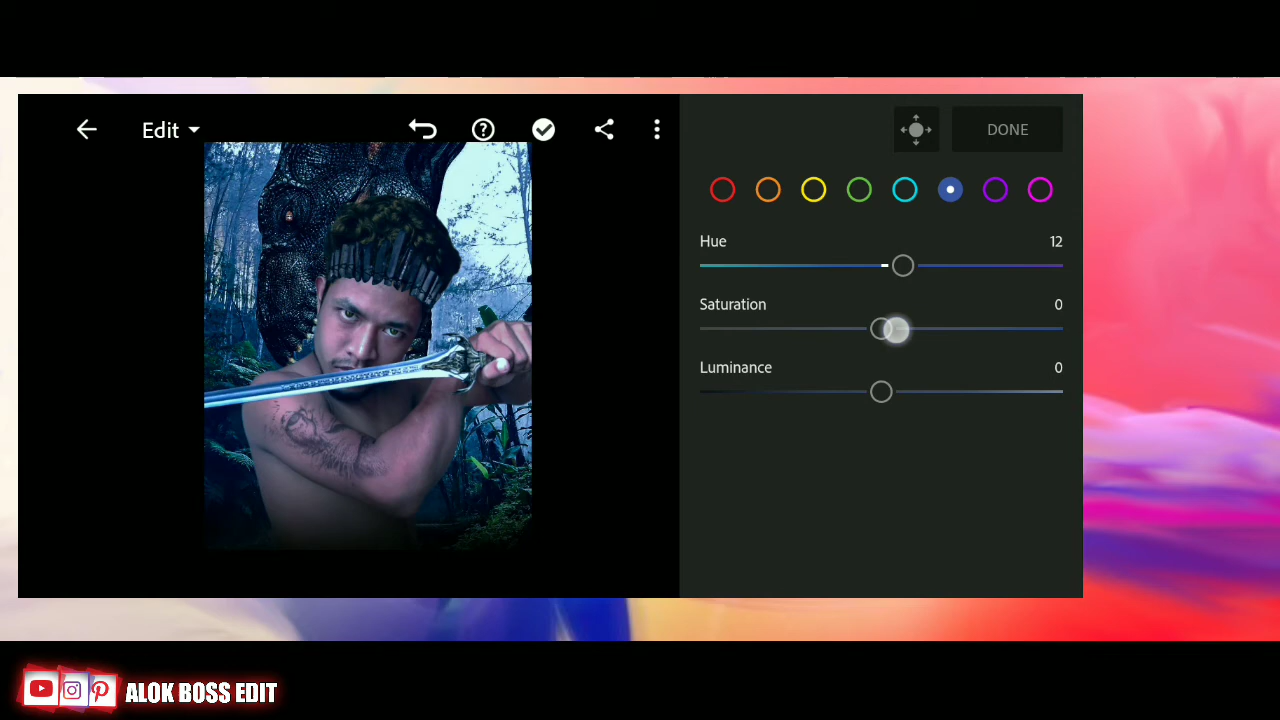 Edit
DONE
Hue 12
Saturation 0
Luminance 0
ALOK BOSS EDIT